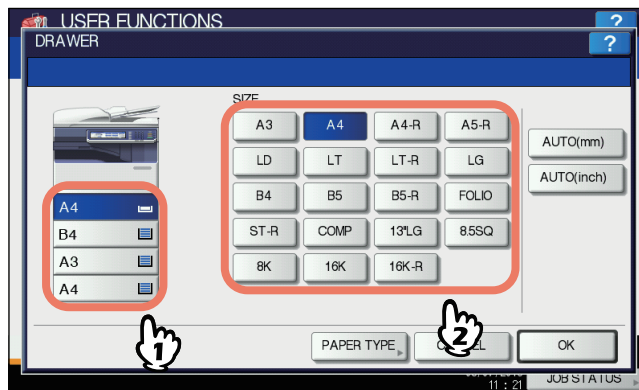 USER FUNCTIONS
?
DRAWER
?
SIZE
A3 A4 A4-R A5-R
AUTO(mm)
LD LT LT-R LG
AUTO(inch)
B4 B5 B5-R FOLIO
A4
ST-R COMP 13"LG 8.5SQ
B4
8K 16K 16K-R
A3
A4
1
2
PAPER TYPE
OK
11 : 21
JOB STATUS